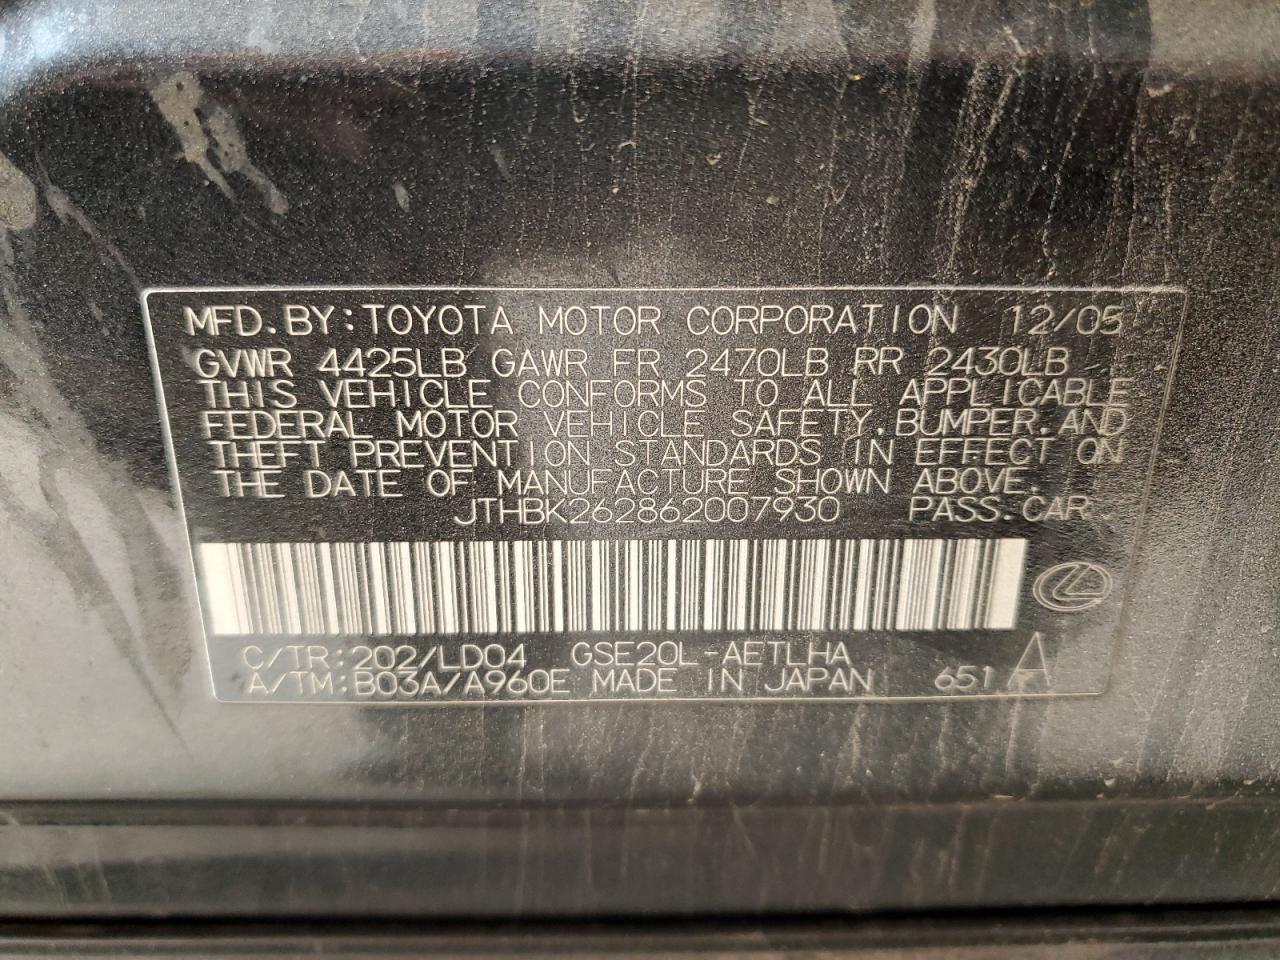 MFD. BY: TOYOTA MOTOR CORPORATION 12/05
GVWR 4425LB GAWR FR 2470LB RR 2430LB
THIS VEHICLE CONFORMS TO ALL APPLICABLE
FEDERAL MOTOR VEHICLE SAFETY, BUMPER, AND
THEFT PREVENTION STANDARDS IN EFFECT ON
THE DATE OF MANUFACTURE SHOWN ABOVE.
JTHBK262862007930 PASS. CAR
C/TR: 202/LD04 GSE20L-AETLHA A
A/TM: B03A/A960E MADE IN JAPAN 651